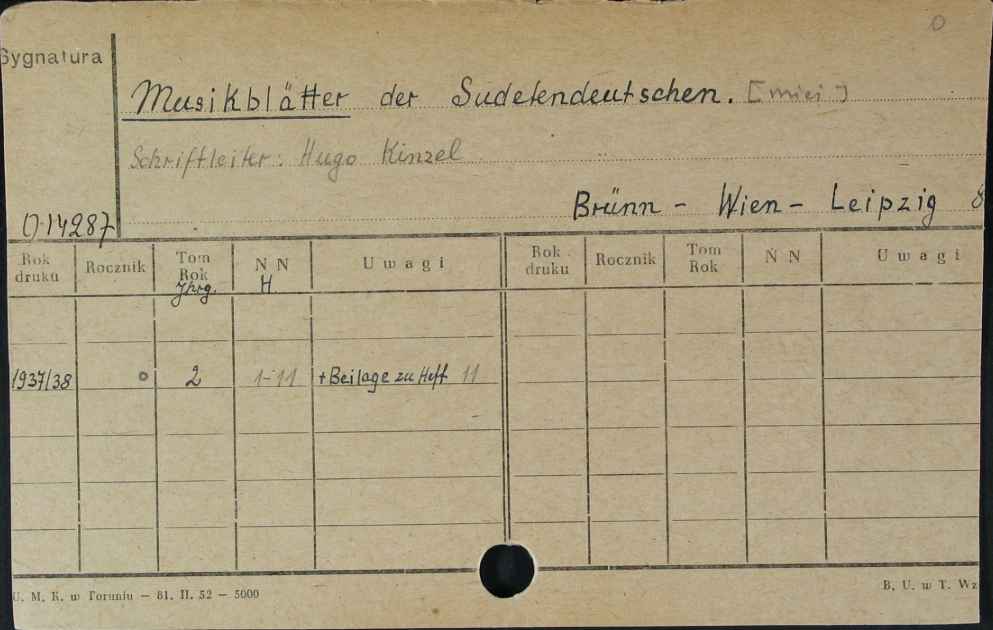 0
Sygnatura
Musikblätter der Sudetendeutschen.
Schriftleiter: Hugo Kinzel
Brünn - Wien - Leipzig 8
14287
Rok druku Rocznik Tom Rok Jhrg. N N H. Uwagi Rok druku Rocznik Tom Rok N N Uwagi
1937/38 o 2 1-11 + Beilage zu Heft 11
U. M. K. w Toruniu — 81. II. 52 — 5000
B. U. w T. Wz